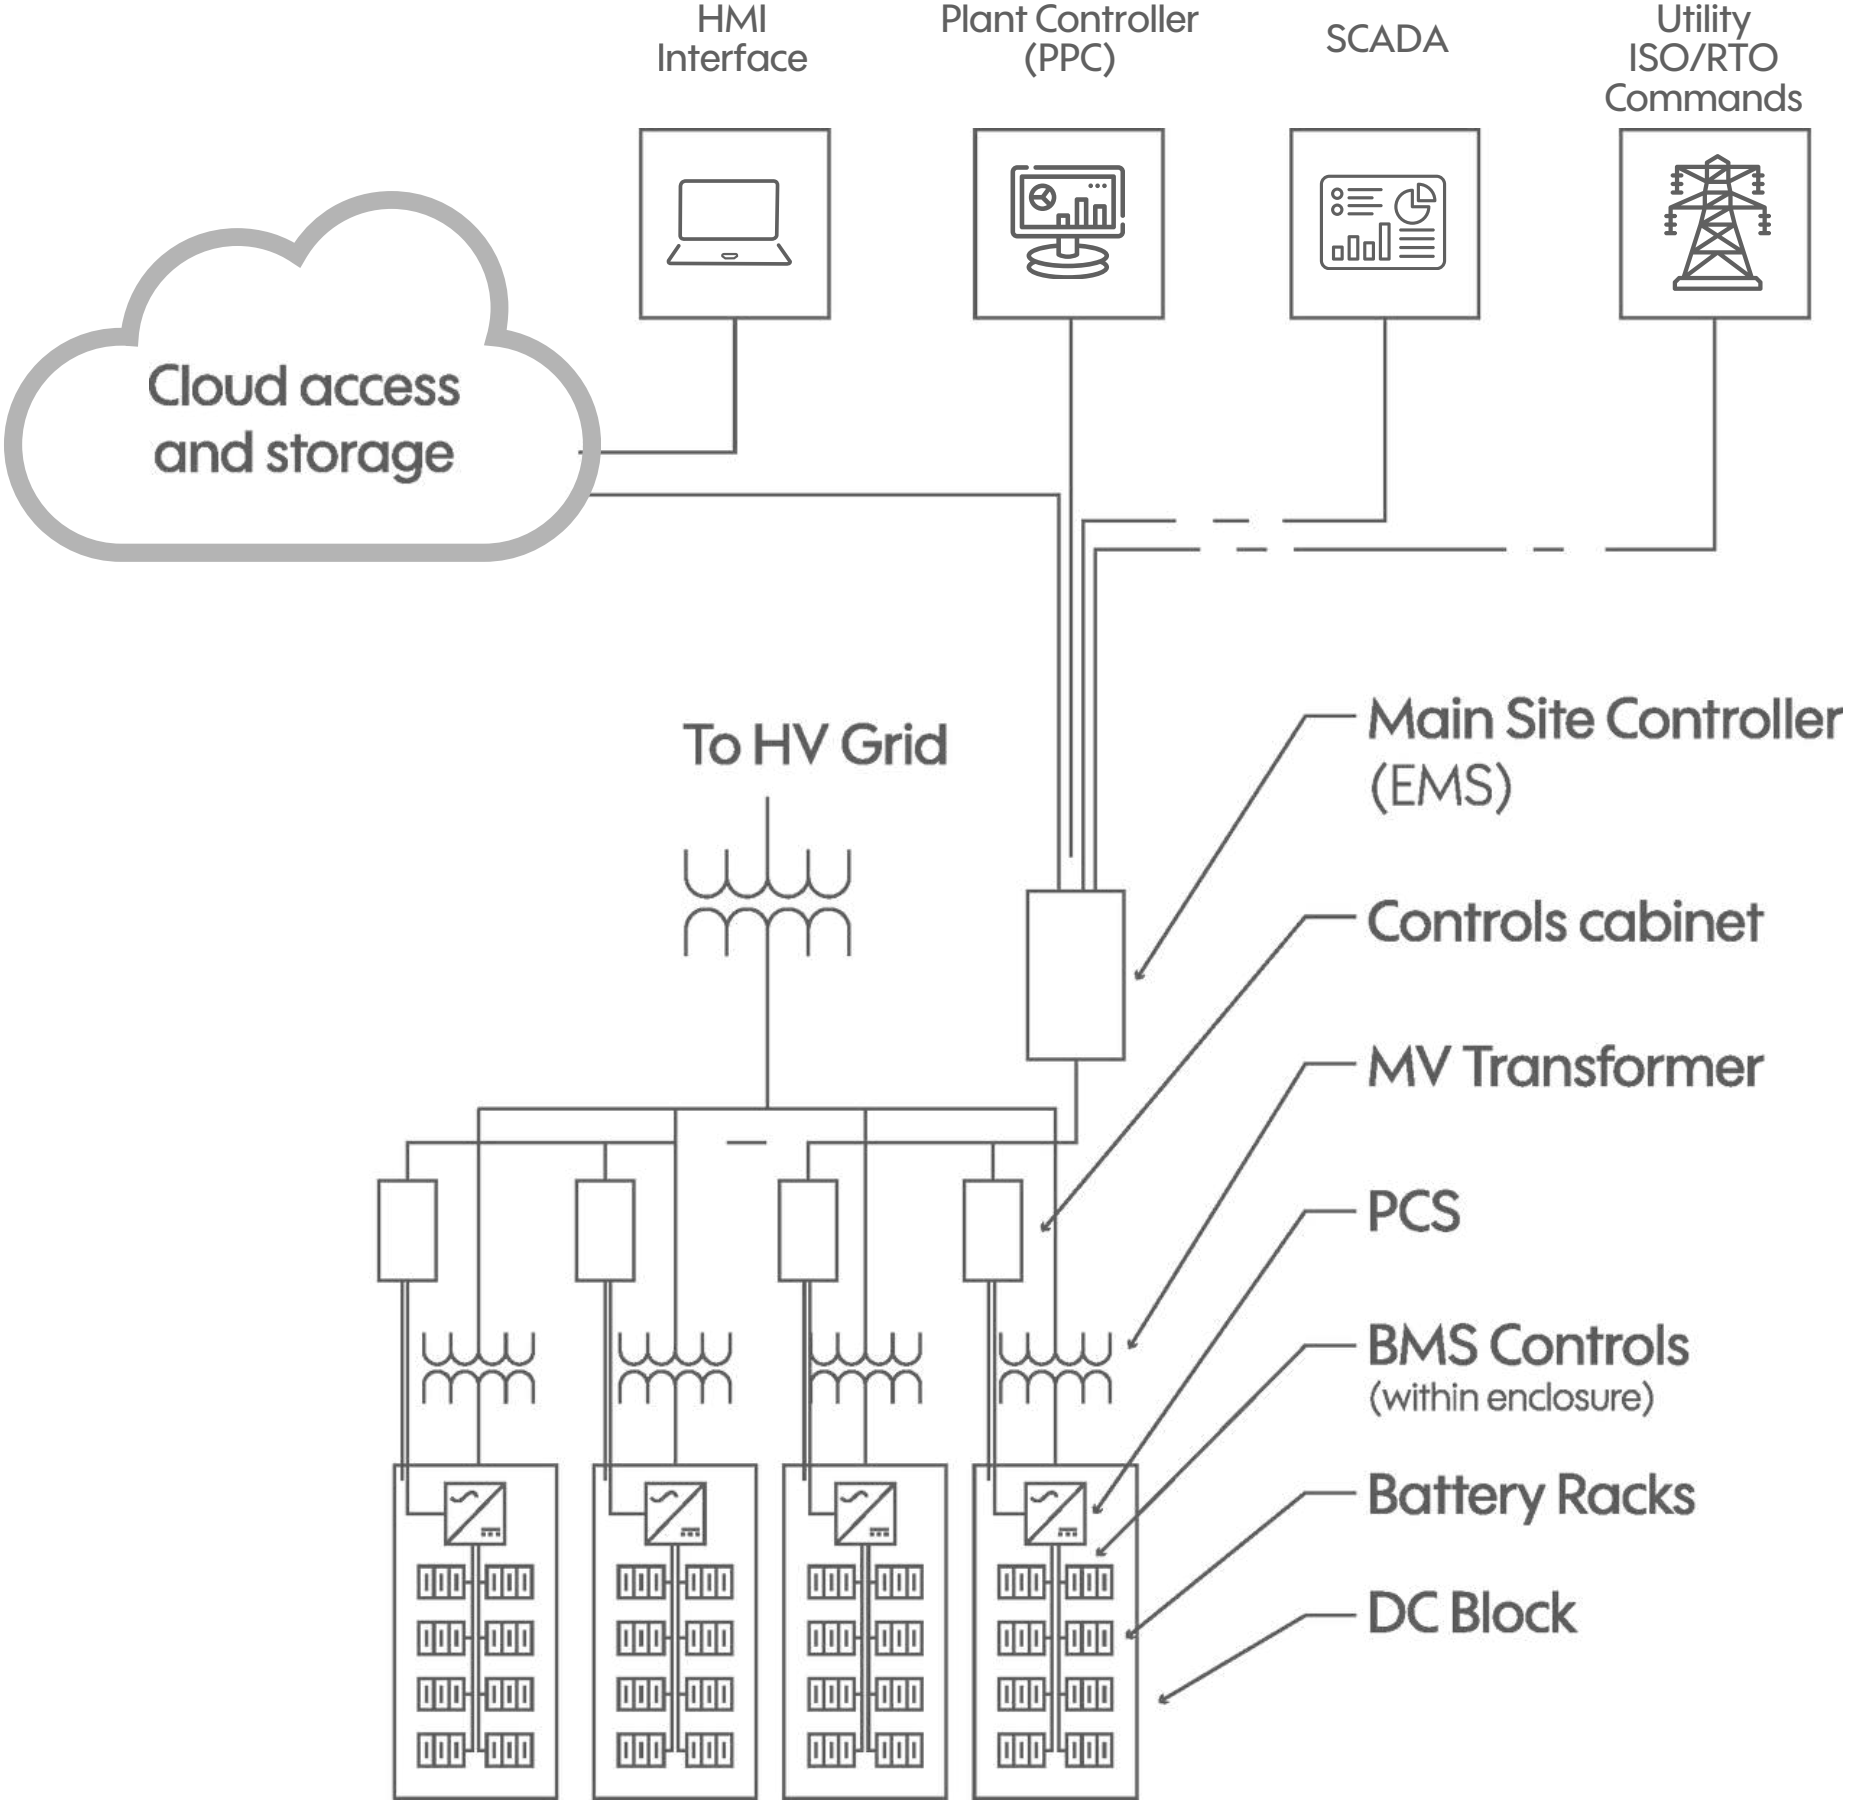 HMI
Interface
Plant Controller
(PPC)
SCADA
Utility
ISO/RTO
Commands
Cloud access
and storage
To HV Grid
Main Site Controller
(EMS)
Controls cabinet
MV Transformer
PCS
BMS Controls
(within enclosure)
Battery Racks
DC Block